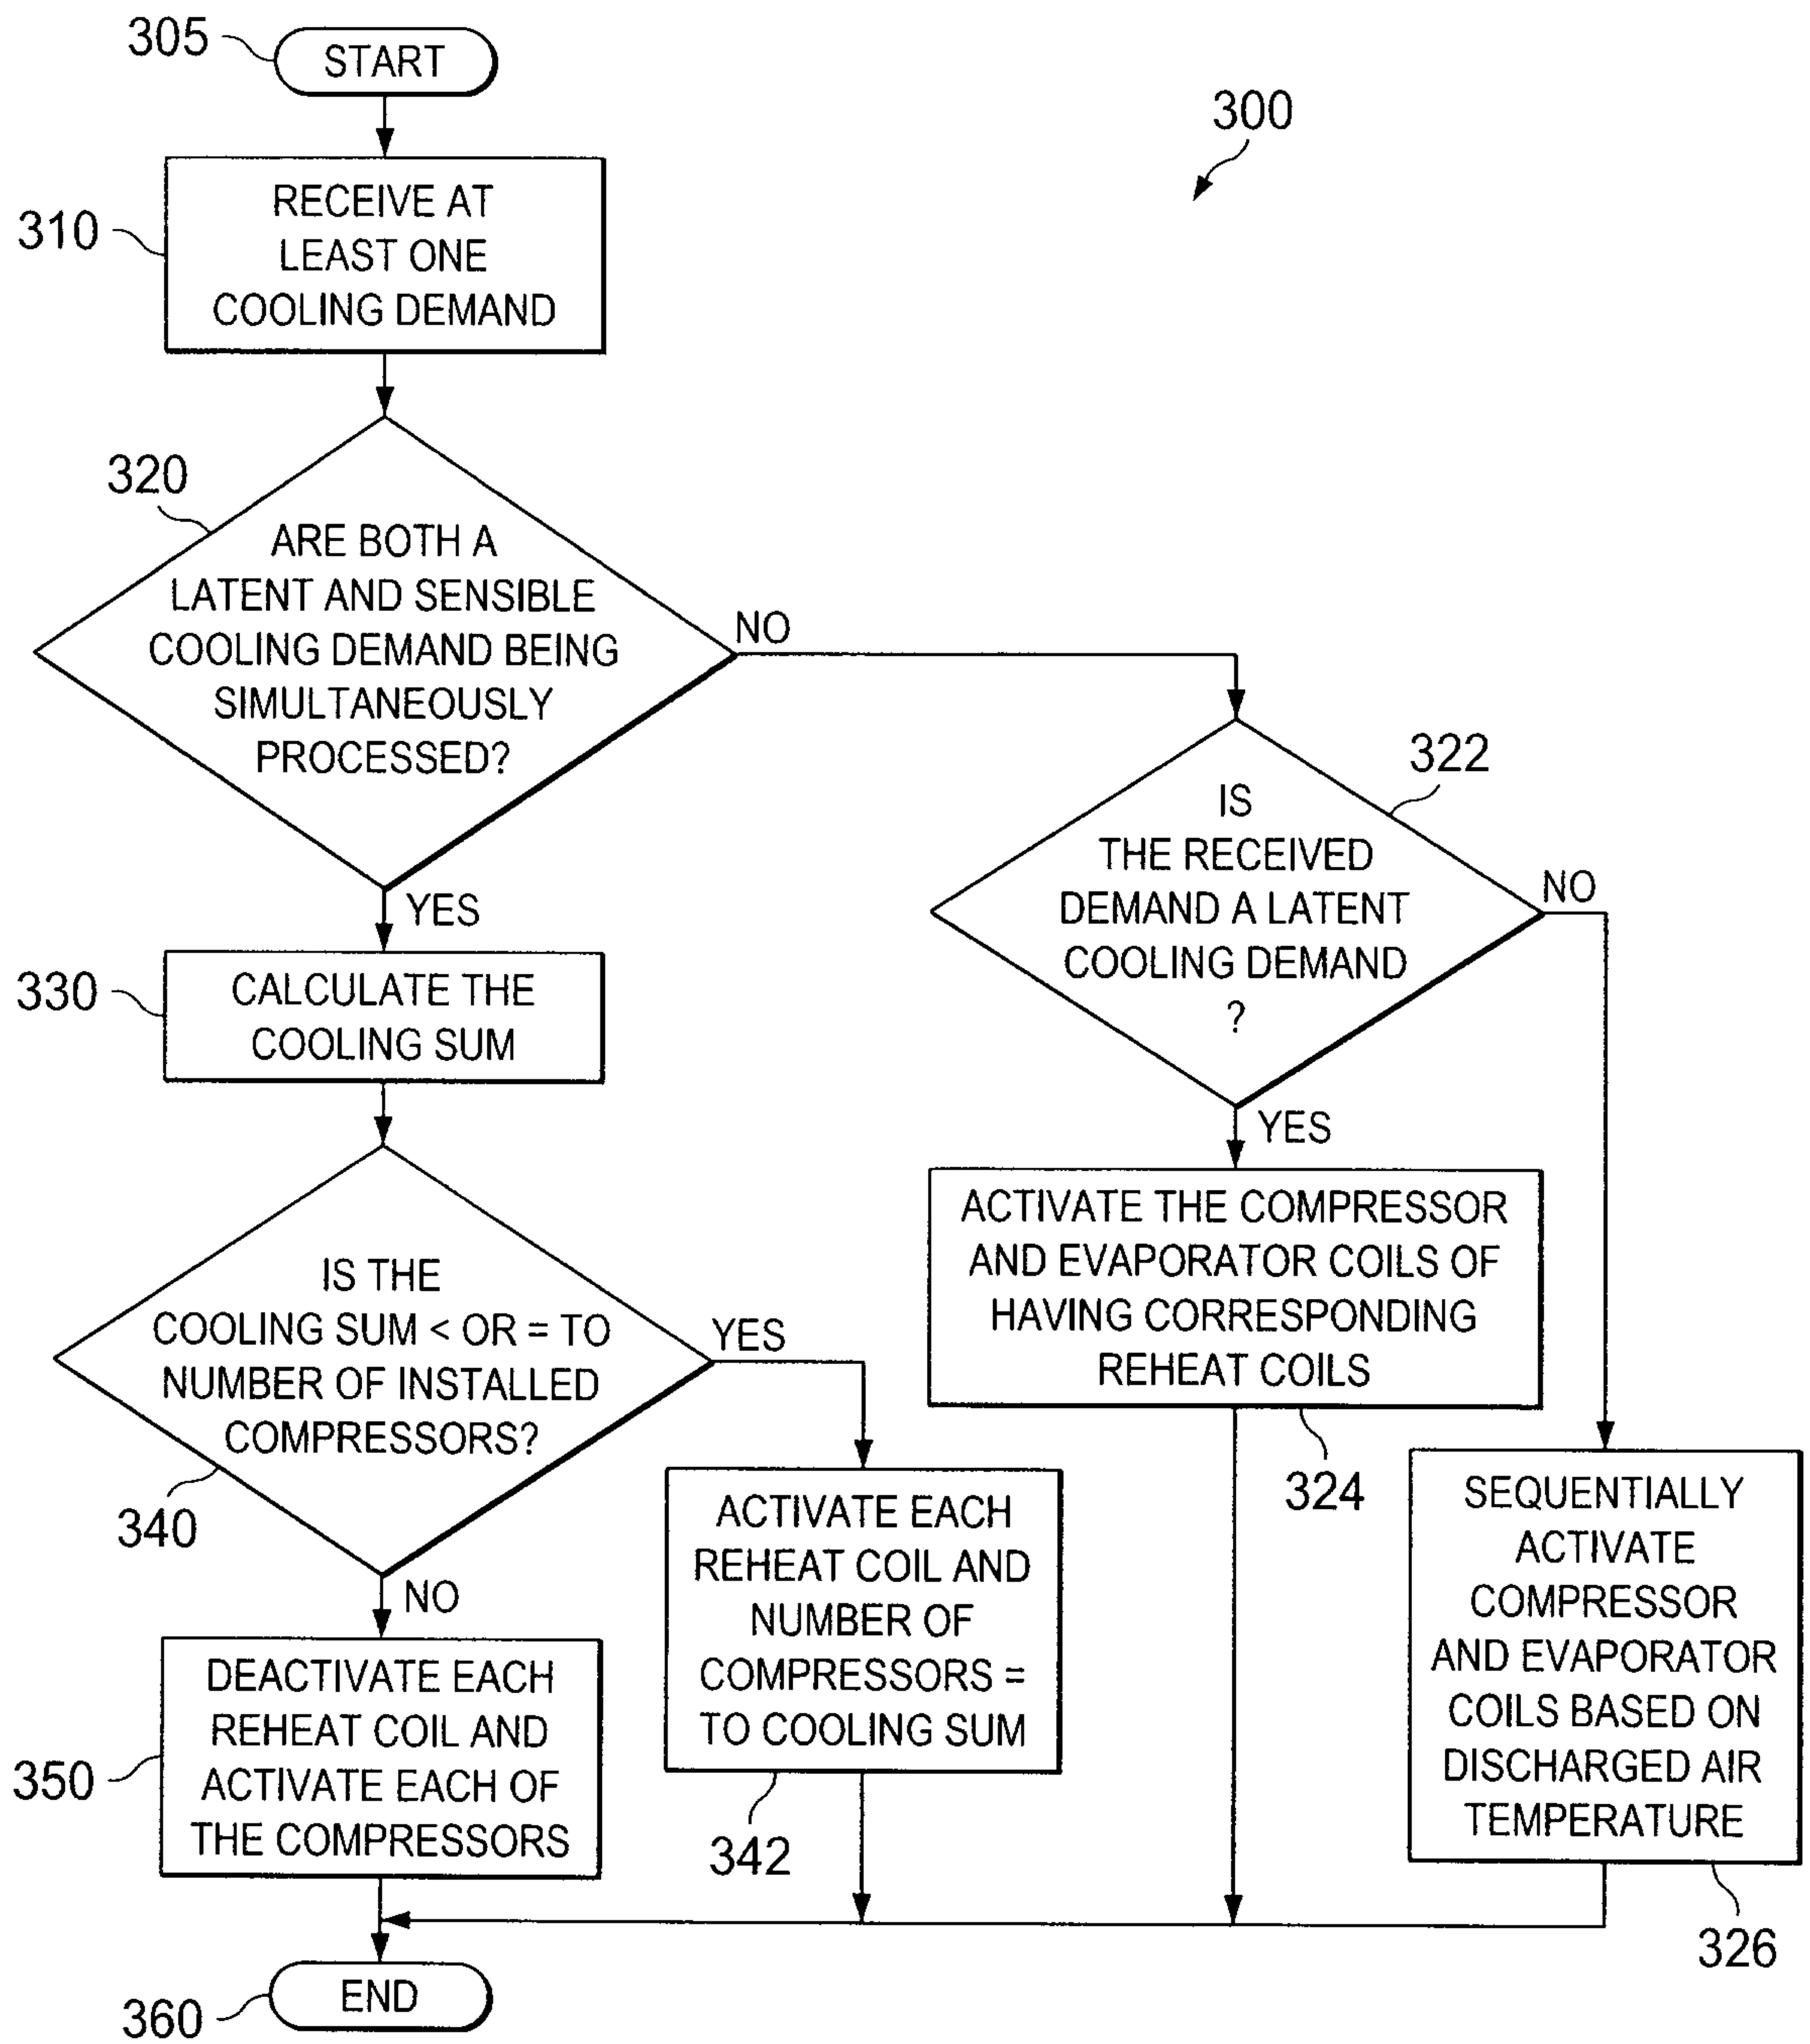 305
START
300
310
RECEIVE AT
LEAST ONE
COOLING DEMAND
320
ARE BOTH A
LATENT AND SENSIBLE
COOLING DEMAND BEING
SIMULTANEOUSLY
PROCESSED?
NO
YES
322
IS
THE RECEIVED
DEMAND A LATENT
COOLING DEMAND
?
NO
YES
330
CALCULATE THE
COOLING SUM
340
IS THE
COOLING SUM < OR = TO
NUMBER OF INSTALLED
COMPRESSORS?
YES
NO
ACTIVATE THE COMPRESSOR
AND EVAPORATOR COILS OF
HAVING CORRESPONDING
REHEAT COILS
324
ACTIVATE EACH
REHEAT COIL AND
NUMBER OF
COMPRESSORS =
TO COOLING SUM
342
SEQUENTIALLY
ACTIVATE
COMPRESSOR
AND EVAPORATOR
COILS BASED ON
DISCHARGED AIR
TEMPERATURE
326
350
DEACTIVATE EACH
REHEAT COIL AND
ACTIVATE EACH OF
THE COMPRESSORS
360
END